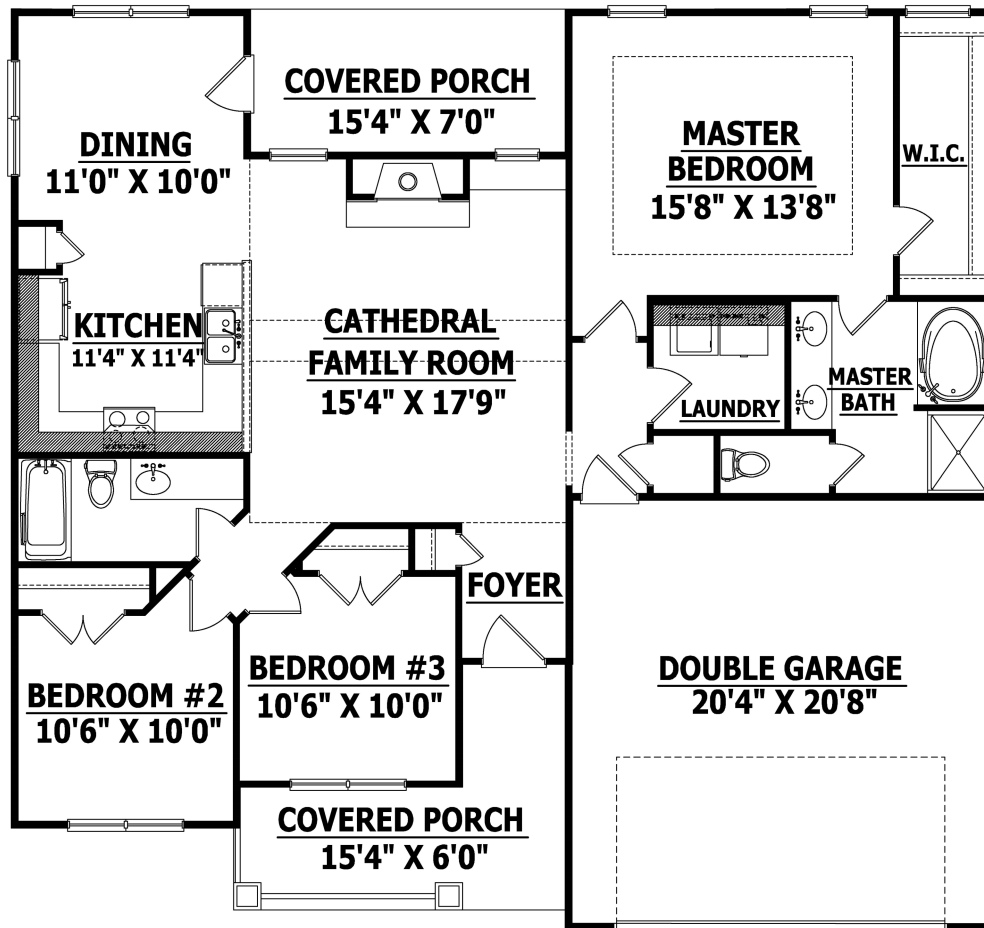 COVERED PORCH
15'4" X 7'0"
DINING
11'0" X 10'0"
MASTER
BEDROOM
15'8" X 13'8"
W.I.C.
KITCHEN
11'4" X 11'4"
CATHEDRAL
FAMILY ROOM
15'4" X 17'9"
LAUNDRY
MASTER
BATH
FOYER
BEDROOM #2
10'6" X 10'0"
BEDROOM #3
10'6" X 10'0"
DOUBLE GARAGE
20'4" X 20'8"
COVERED PORCH
15'4" X 6'0"